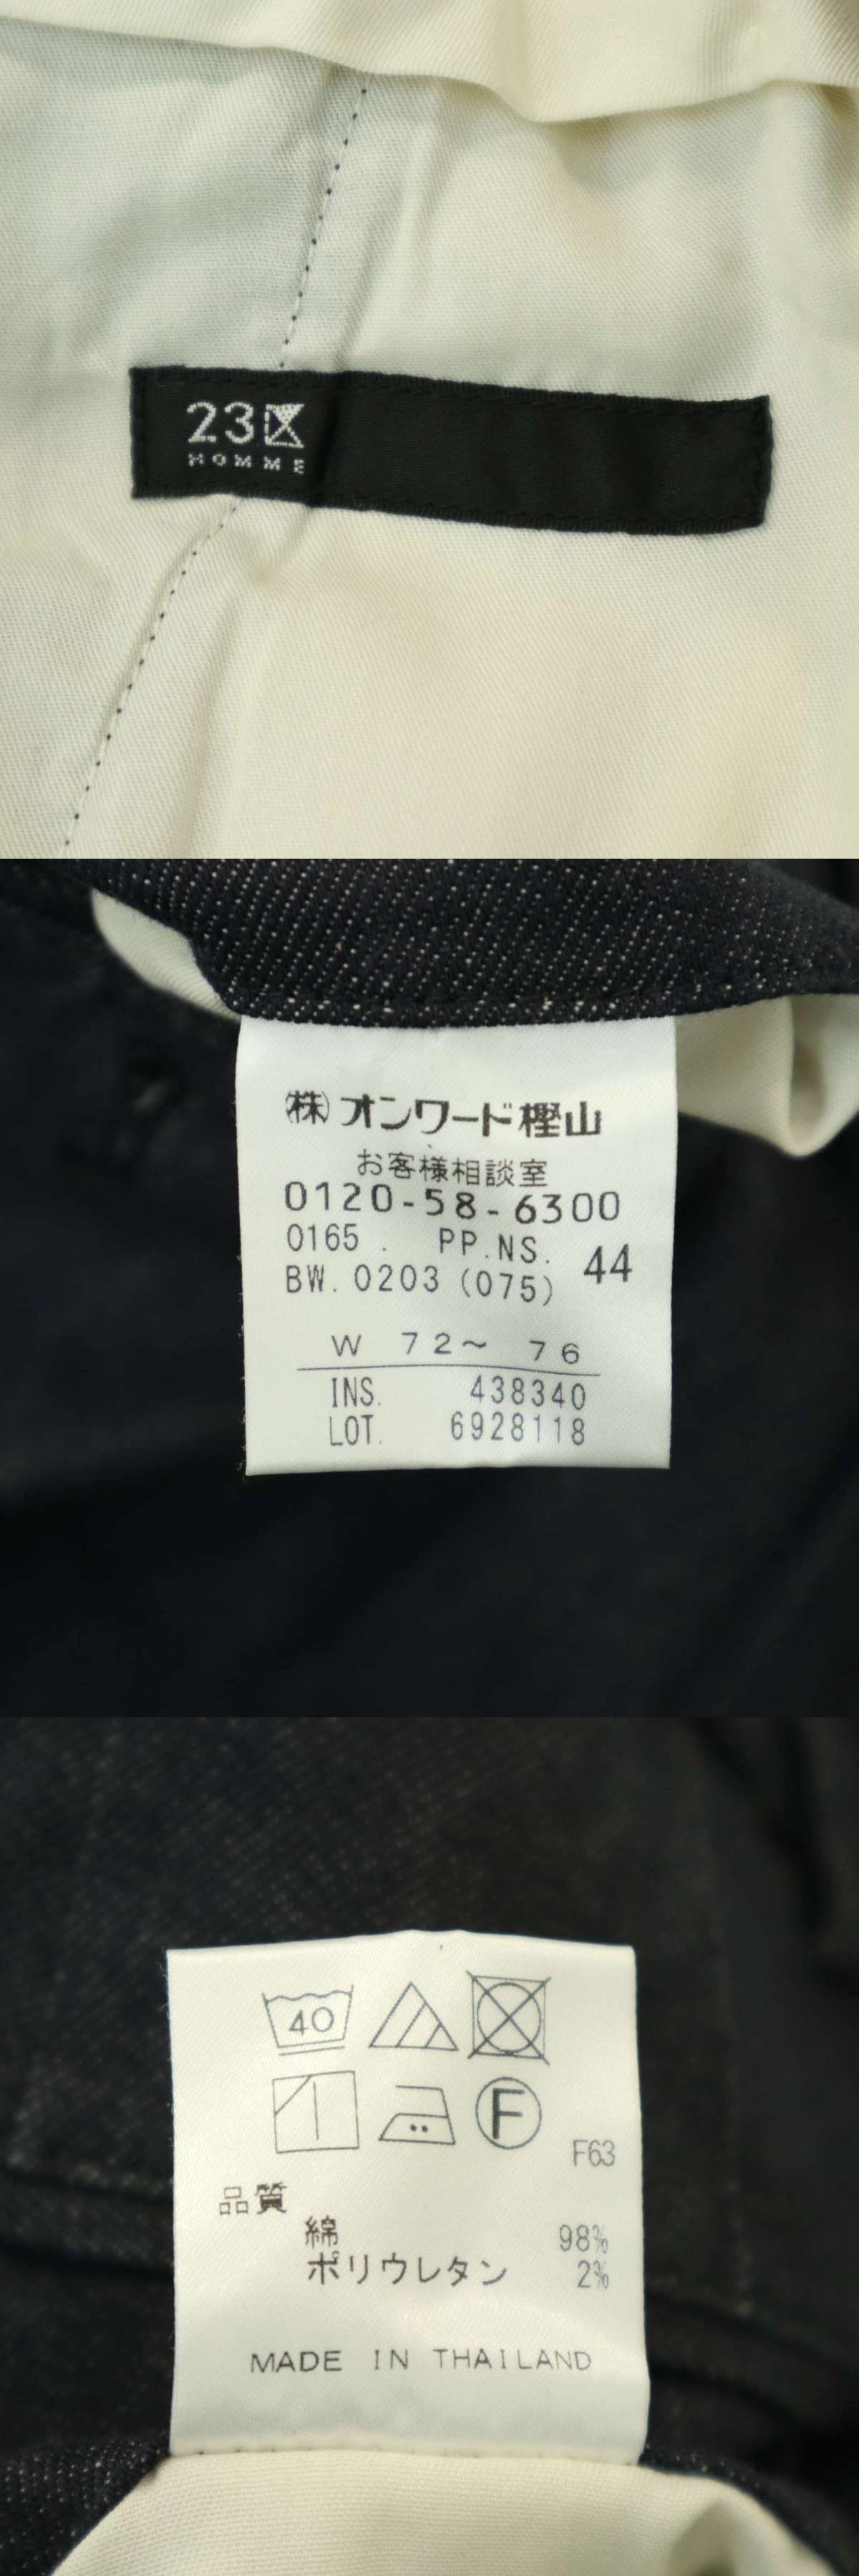 23区
HOMME
㈱オンワード樫山
お客様相談室
0120-58-6300
0165. PP.NS. 44
BW.0203 (075)
W 72～ 76
INS. 438340
LOT. 6928118
40
F
F63
品質
綿 98%
ポリウレタン 2%
MADE IN THAILAND